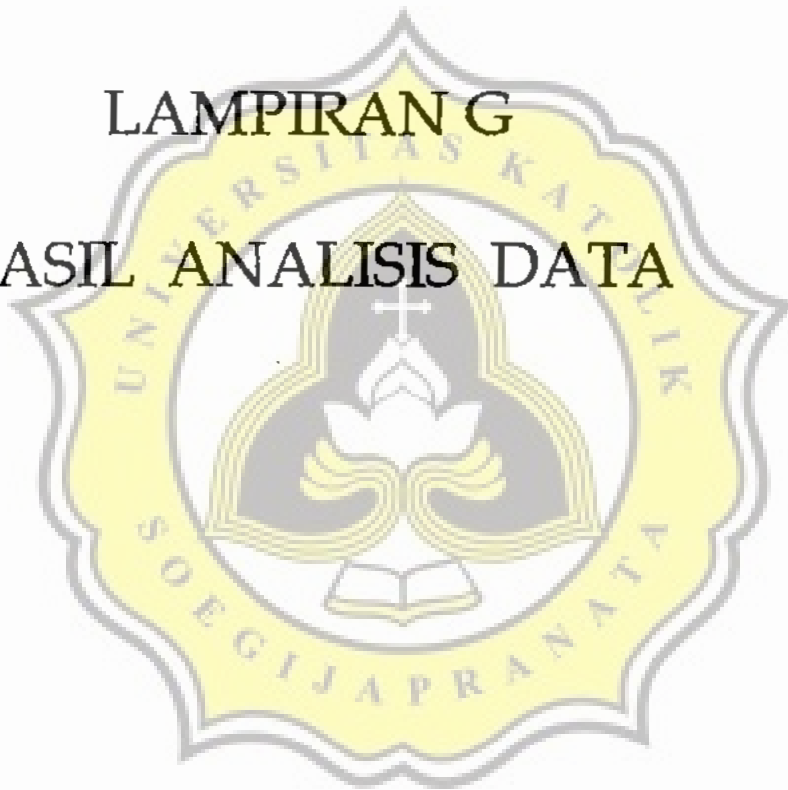 LAMPIRAN G
ASIL ANALISIS DATA
UNIVERSITAS KATOLIK
SOEGIJAPRANATA